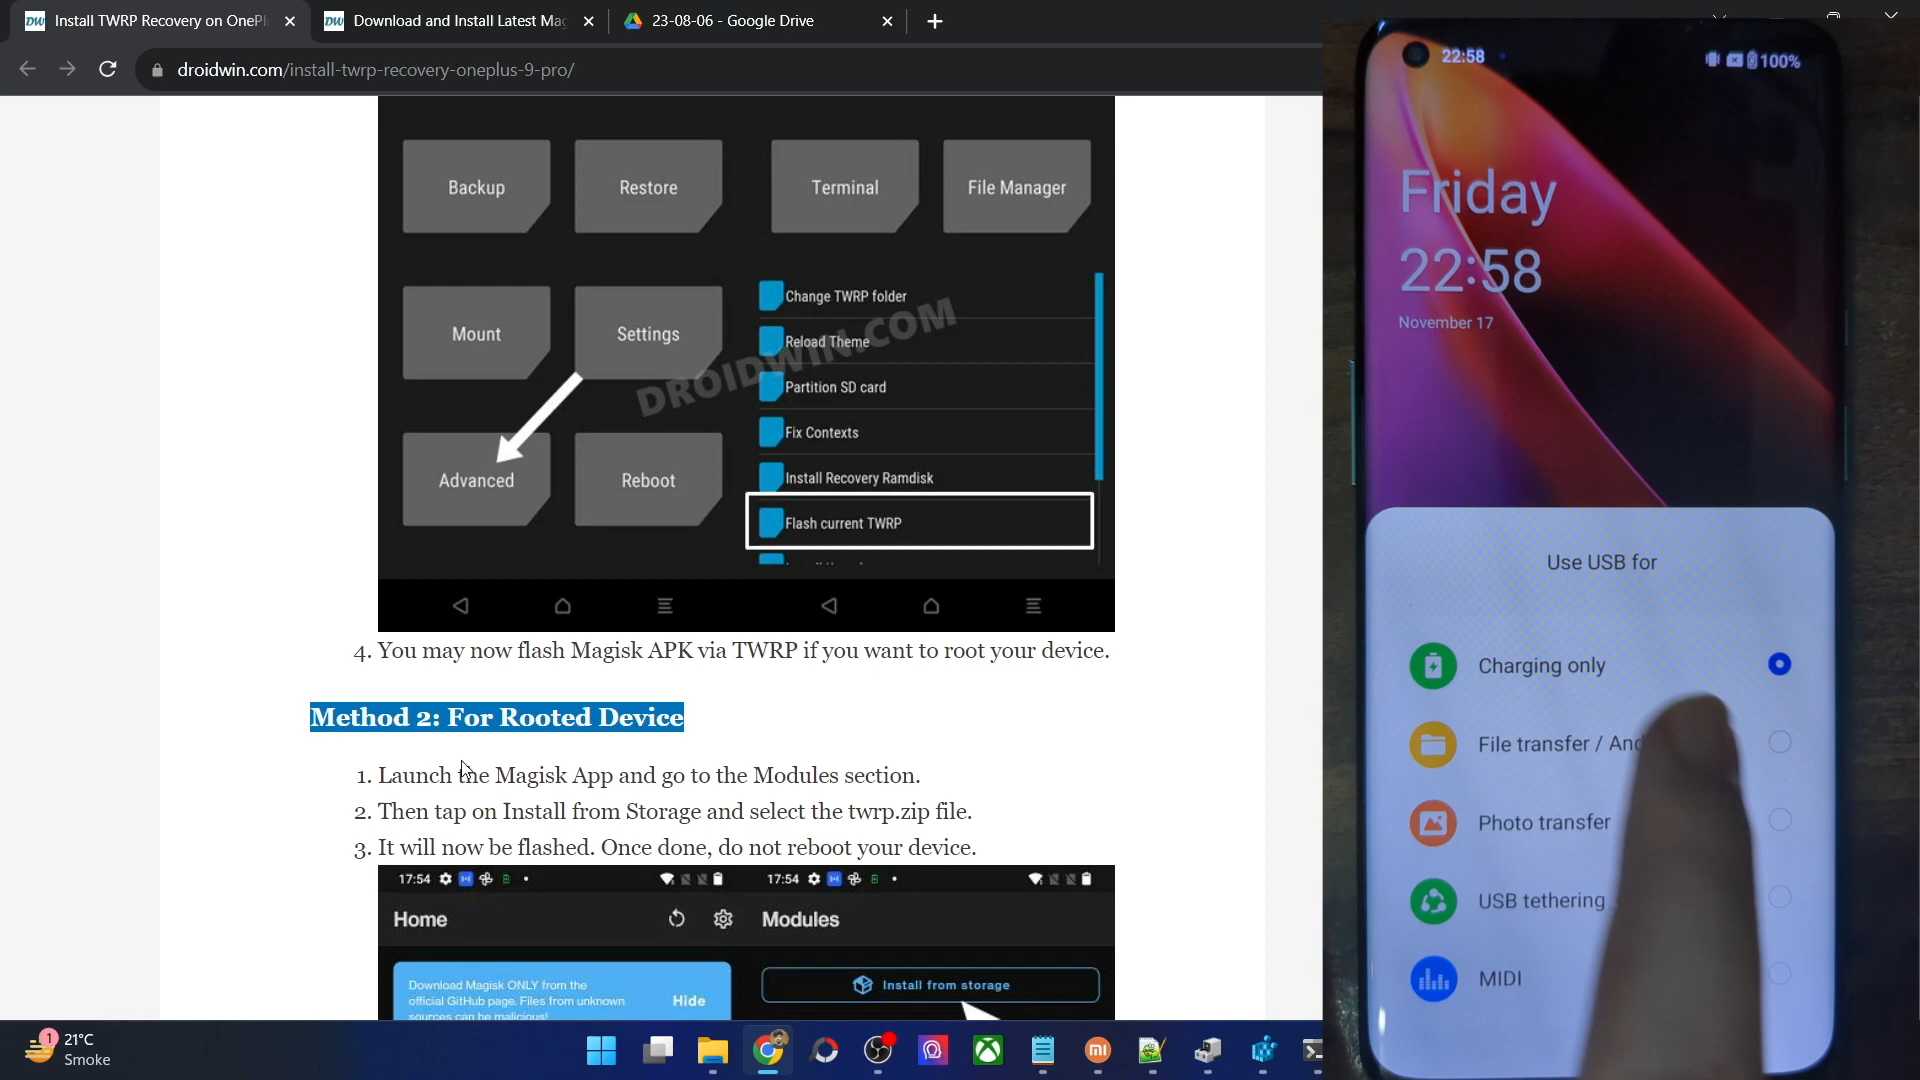 Install TWRP Recovery on OneP
Download and Install Latest Mag
23-08-06 - Google Drive
droidwin.com/install-twrp-recovery-oneplus-9-pro/
Backup
Restore
Terminal
File Manager
Mount
Settings
Change TWRP folder
Reload Theme
Partition SD card
Fix Contexts
Install Recovery Ramdisk
Flash current TWRP
Advanced
Reboot
DROIDWIN.COM
4. You may now flash Magisk APK via TWRP if you want to root your device.
Method 2: For Rooted Device
1. Launch the Magisk App and go to the Modules section.
2. Then tap on Install from Storage and select the twrp.zip file.
3. It will now be flashed. Once done, do not reboot your device.
17:54
17:54
Home
Modules
Download Magisk ONLY from the
official GitHub page. Files from unknown
sources can be malicious!
Hide
Install from storage
1
21°C
Smoke
22:58
100%
Friday
22:58
November 17
Use USB for
Charging only
File transfer / And
Photo transfer
USB tethering
MIDI